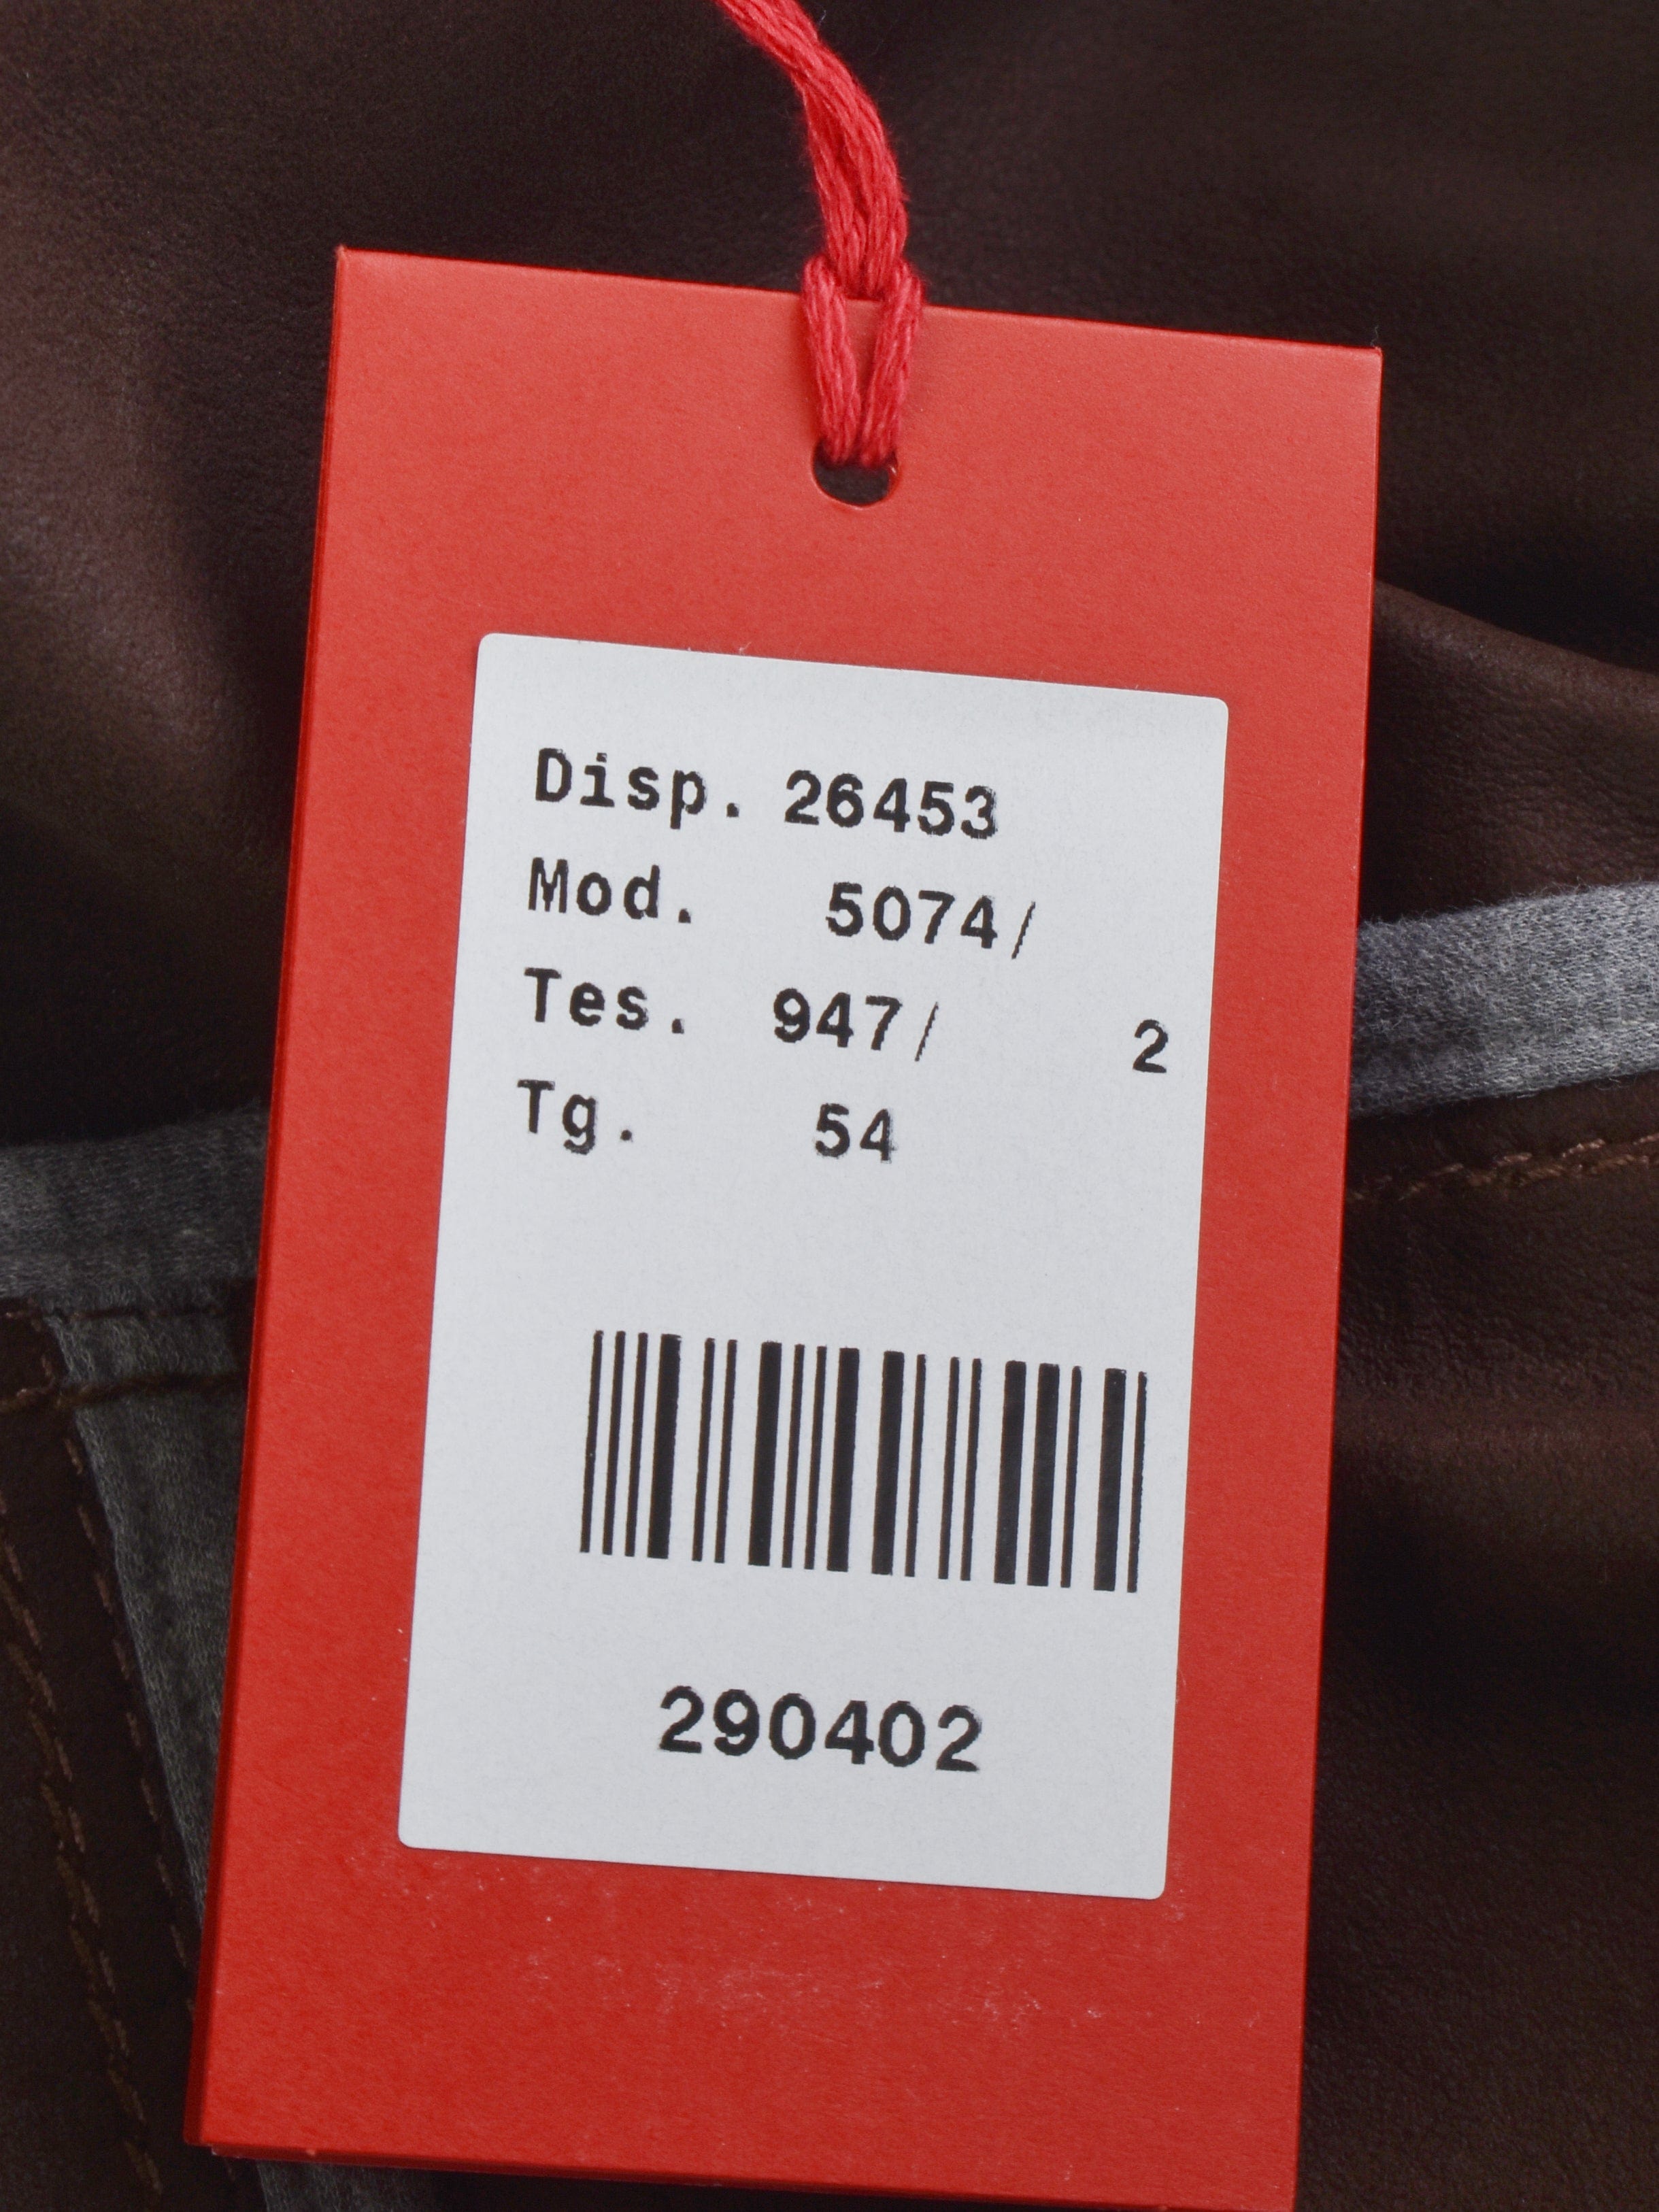 Disp. 26453
Mod. 5074/
Tes. 947/ 2
Tg. 54
290402